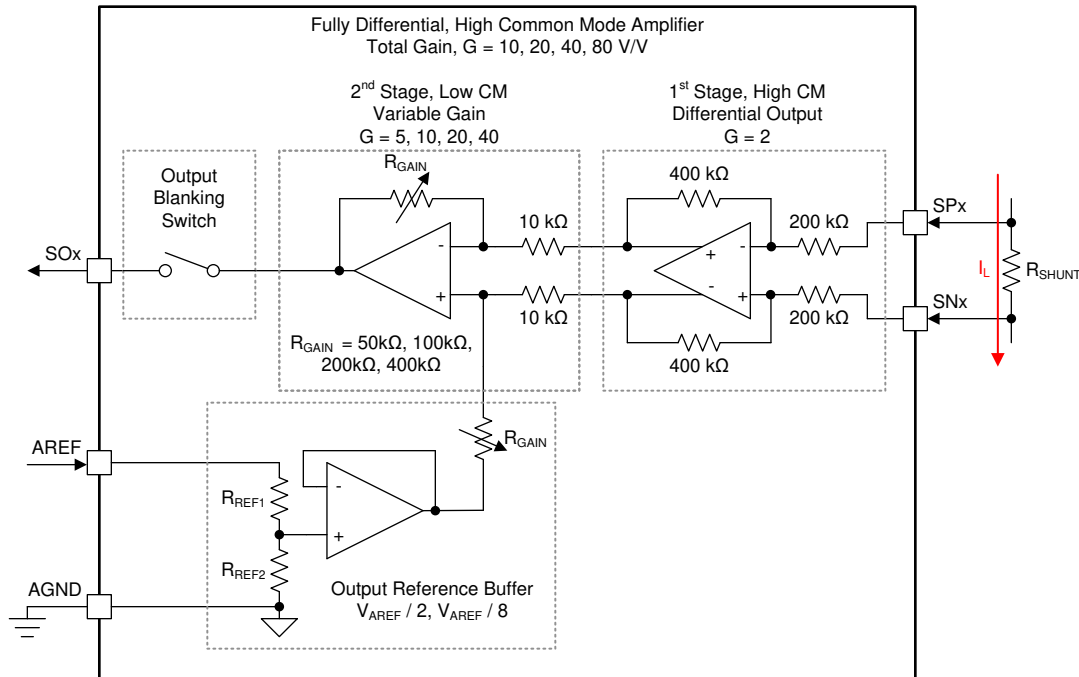 Fully Differential, High Common Mode Amplifier
Total Gain, G = 10, 20, 40, 80 V/V
2nd Stage, Low CM
Variable Gain
G = 5, 10, 20, 40
1st Stage, High CM
Differential Output
G = 2
Output
Blanking
Switch
RGAIN
400 kΩ
SPx
10 kΩ
200 kΩ
-
+
-
SOx
IL
RSHUNT
+
-
+
SNx
10 kΩ
200 kΩ
RGAIN = 50kΩ, 100kΩ,
200kΩ, 400kΩ
400 kΩ
RGAIN
AREF
RREF1
-
+
RREF2
AGND
Output Reference Buffer
VAREF / 2, VAREF / 8